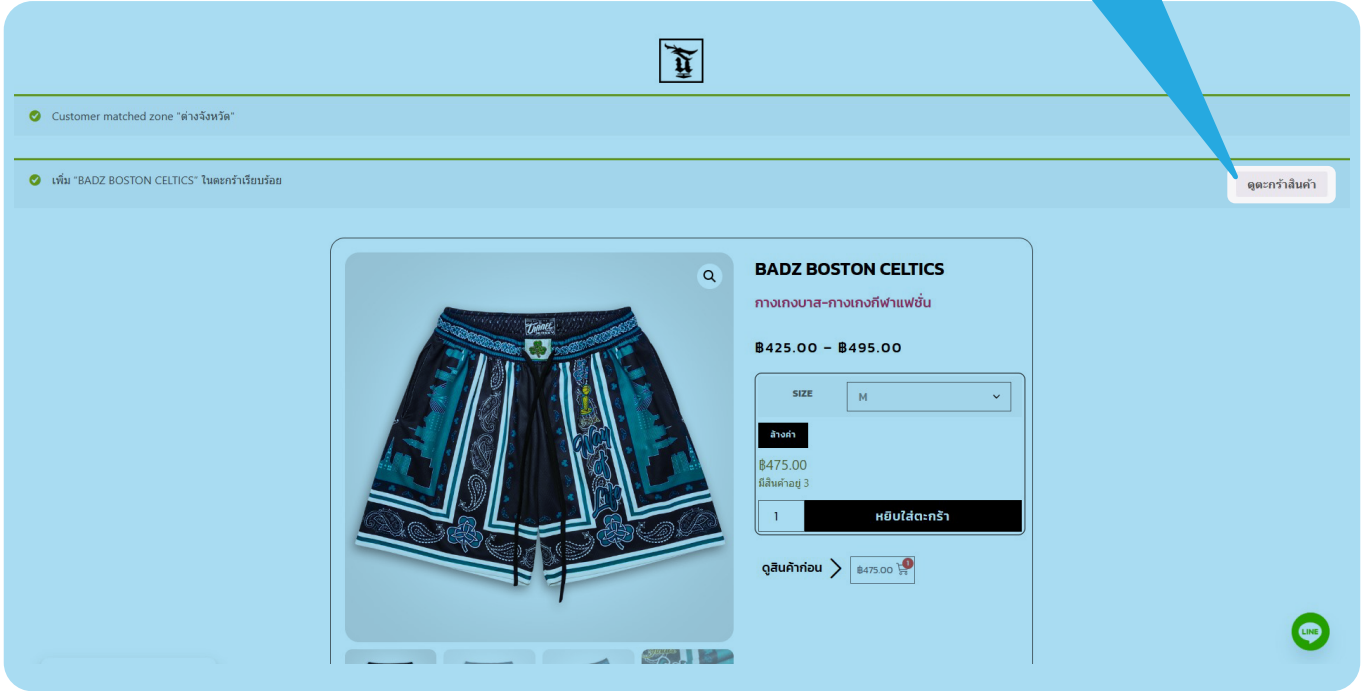 Customer matched zone "ต่างจังหวัด"
เพิ่ม "BADZ BOSTON CELTICS" ในตะกร้าเรียบร้อย
ดูตะกร้าสินค้า
BADZ BOSTON CELTICS
กางเกงบาส-กางเกงกีฬาแฟชั่น
฿425.00 – ฿495.00
SIZE
M
ล้างค่า
฿475.00
มีสินค้าอยู่ 3
1
หยิบใส่ตะกร้า
ดูสินค้าก่อน
฿475.00
1
LINE